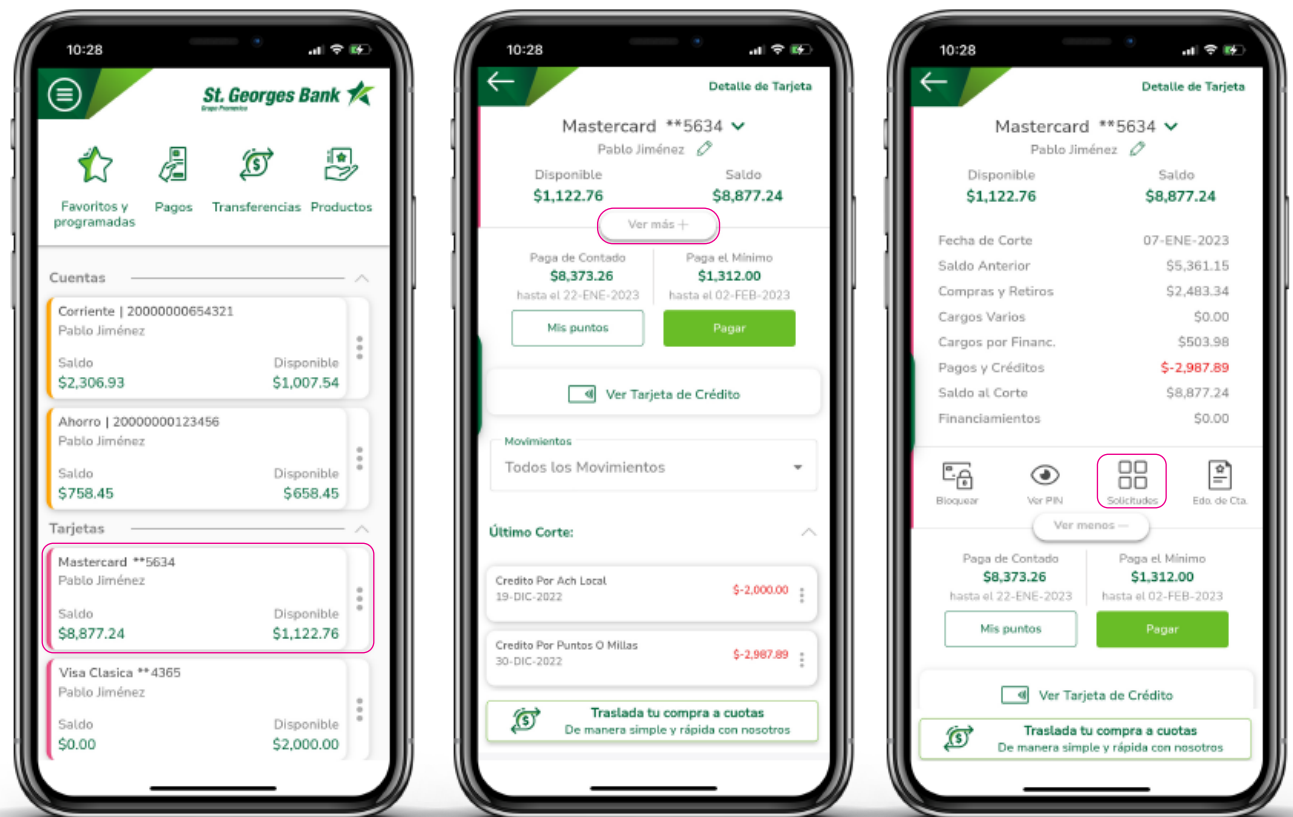 10:28
St. Georges Bank
Grupo Promerica
Favoritos y
programadas
Pagos
Transferencias
Productos
Cuentas
Corriente | 20000000654321
Pablo Jiménez
Saldo Disponible
$2,306.93 $1,007.54
Ahorro | 20000000123456
Pablo Jiménez
Saldo Disponible
$758.45 $658.45
Tarjetas
Mastercard **5634
Pablo Jiménez
Saldo Disponible
$8,877.24 $1,122.76
Visa Clasica **4365
Pablo Jiménez
Saldo Disponible
$0.00 $2,000.00
10:28
Detalle de Tarjeta
Mastercard **5634
Pablo Jiménez
Disponible Saldo
$1,122.76 $8,877.24
Ver más +
Paga de Contado Paga el Mínimo
$8,373.26 $1,312.00
hasta el 22-ENE-2023 hasta el 02-FEB-2023
Mis puntos Pagar
Ver Tarjeta de Crédito
Movimientos
Todos los Movimientos
Último Corte:
Credito Por Ach Local
19-DIC-2022 $-2,000.00
Credito Por Puntos O Millas
30-DIC-2022 $-2,987.89
Traslada tu compra a cuotas
De manera simple y rápida con nosotros
10:28
Detalle de Tarjeta
Mastercard **5634
Pablo Jiménez
Disponible Saldo
$1,122.76 $8,877.24
Fecha de Corte 07-ENE-2023
Saldo Anterior $5,361.15
Compras y Retiros $2,483.34
Cargos Varios $0.00
Cargos por Financ. $503.98
Pagos y Créditos $-2,987.89
Saldo al Corte $8,877.24
Financiamientos $0.00
Bloquear Ver PIN Solicitudes Edo. de Cta.
Ver menos —
Paga de Contado Paga el Mínimo
$8,373.26 $1,312.00
hasta el 22-ENE-2023 hasta el 02-FEB-2023
Mis puntos Pagar
Ver Tarjeta de Crédito
Traslada tu compra a cuotas
De manera simple y rápida con nosotros